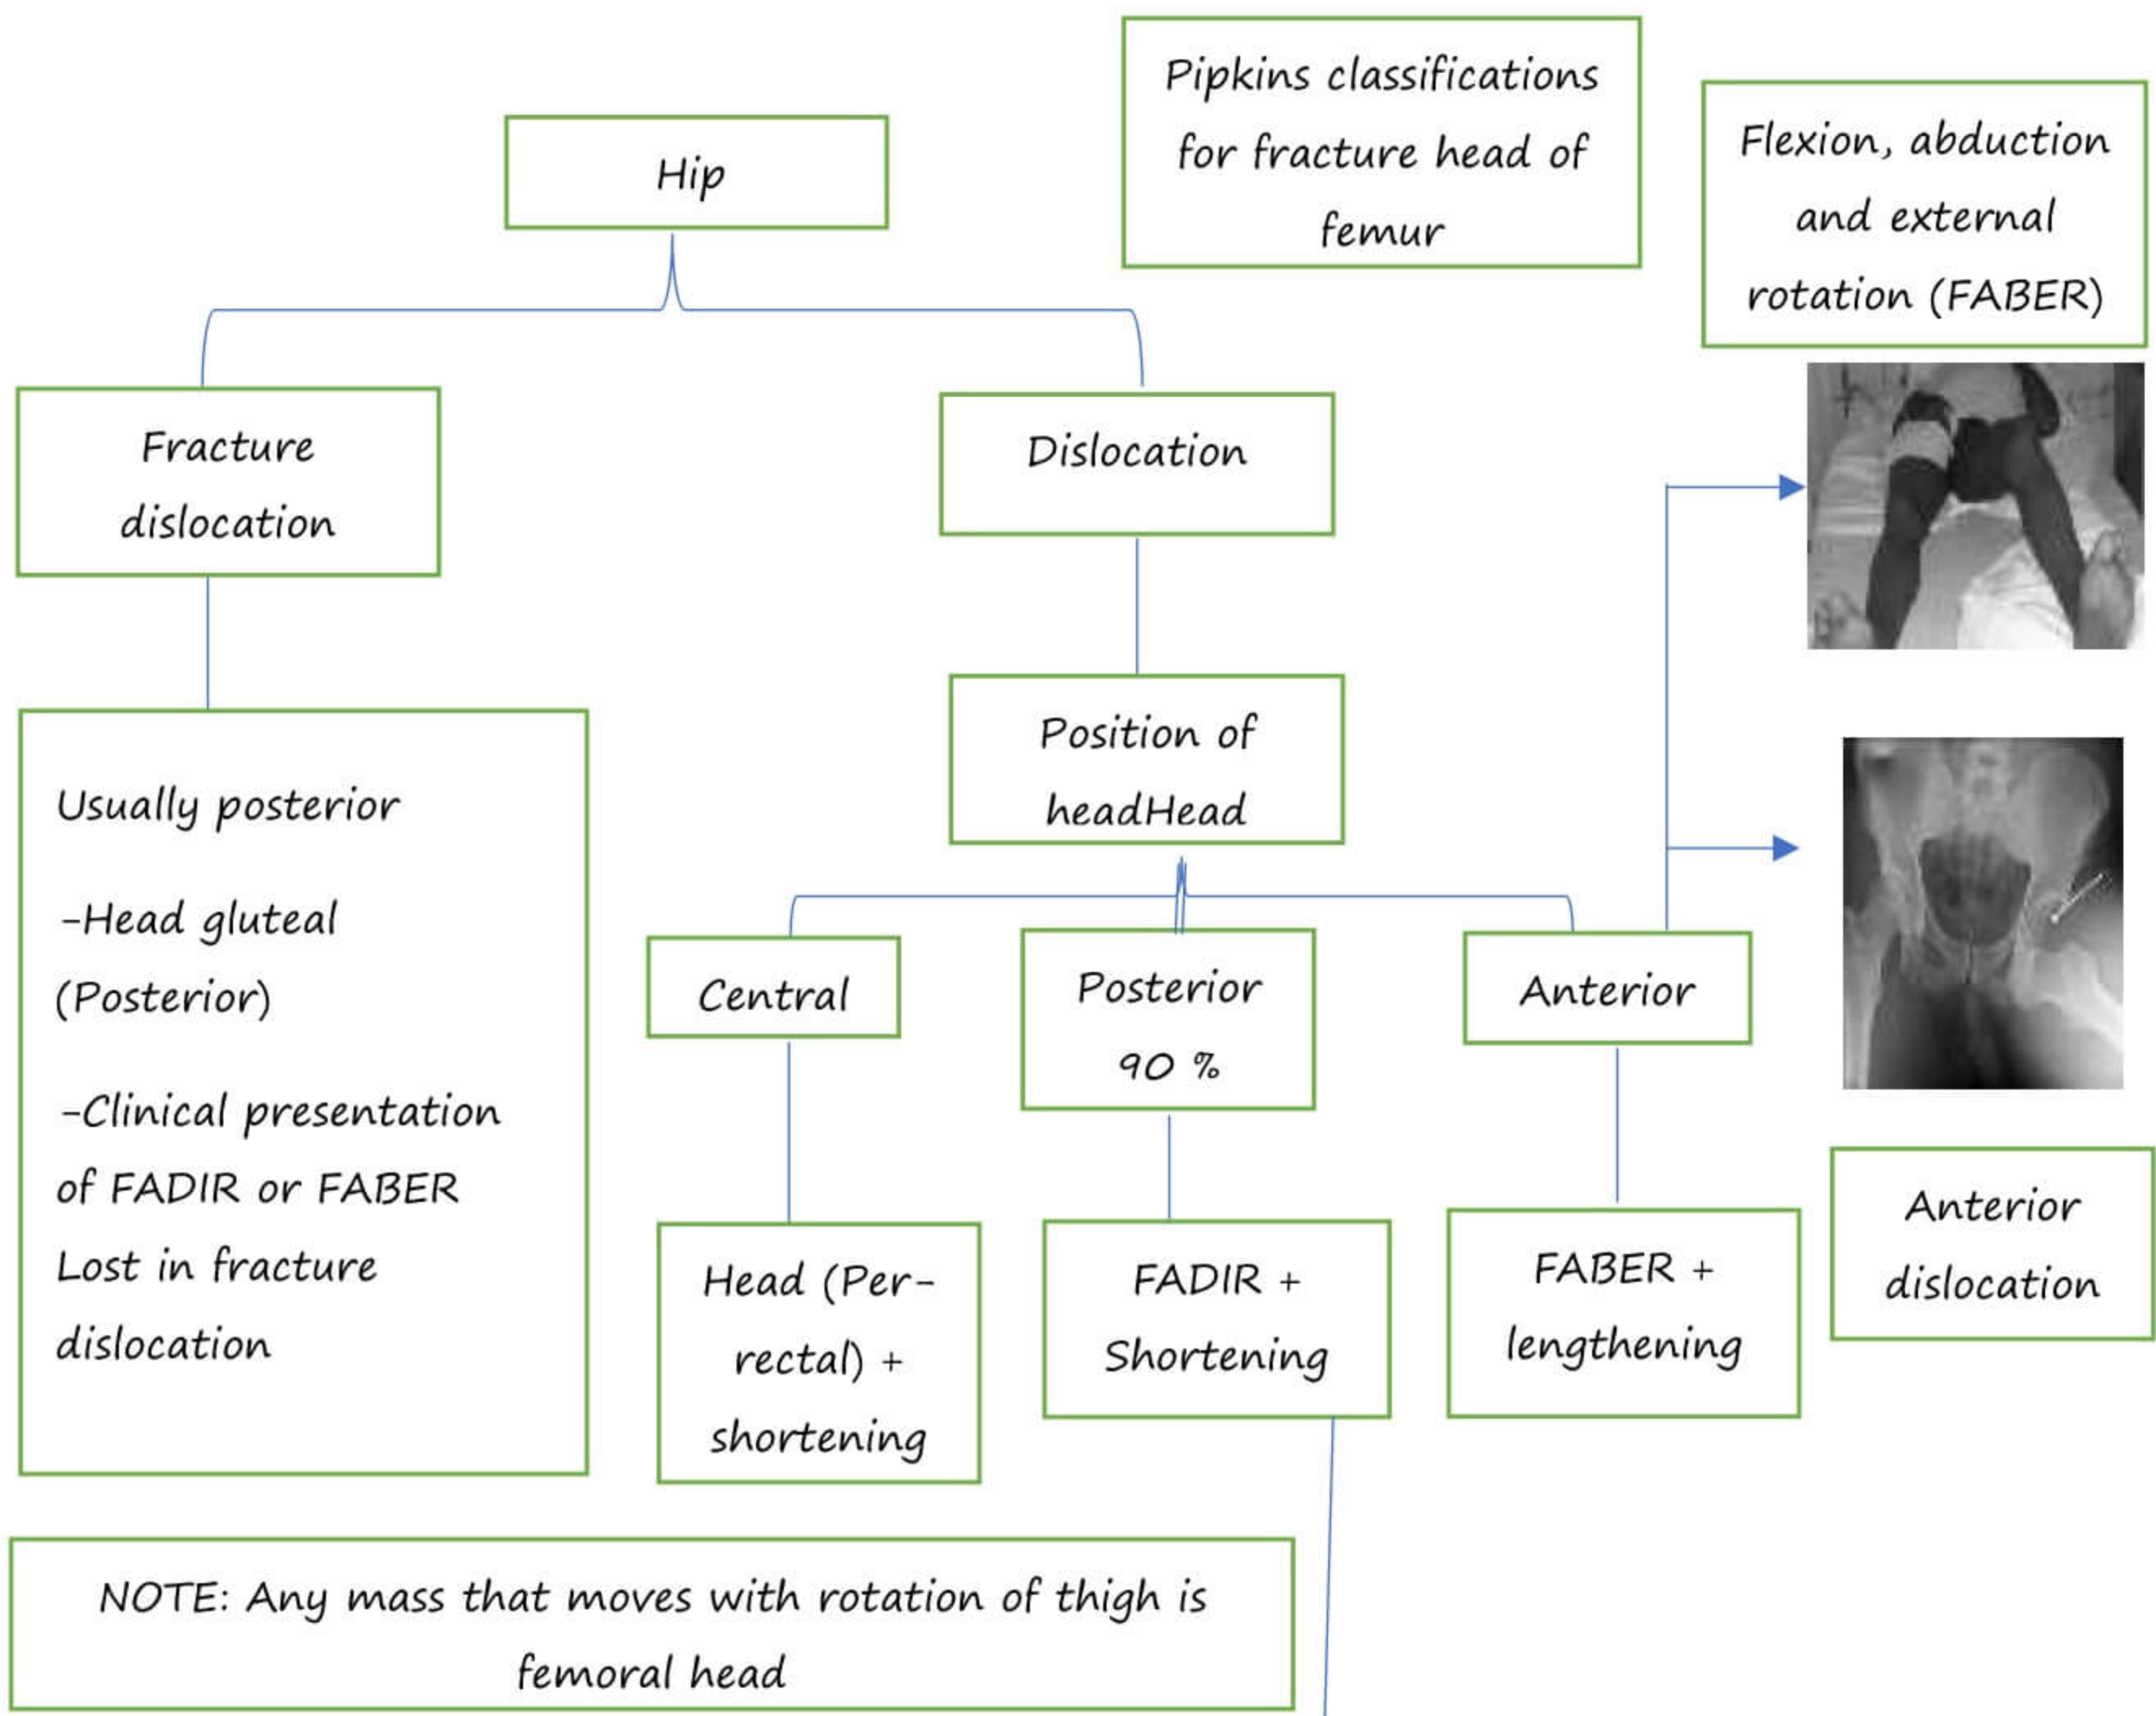 Pipkins classifications
for fracture head of
femur
Flexion, abduction
and external
rotation (FABER)
Hip
Fracture
dislocation
Dislocation
Position of
headHead
Usually posterior
-Head gluteal
(Posterior)
-Clinical presentation
of FADIR or FABER
Lost in fracture
dislocation
Central
Posterior
90 %
Anterior
Head (Per-
rectal) +
shortening
FADIR +
Shortening
FABER +
lengthening
Anterior
dislocation
NOTE: Any mass that moves with rotation of thigh is
femoral head